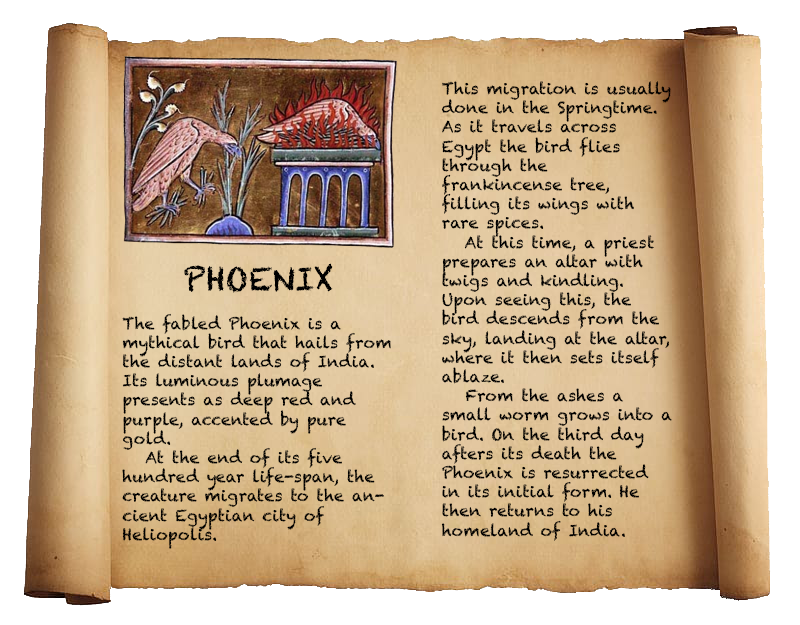 PHOENIX
The fabled Phoenix is a
mythical bird that hails from
the distant lands of India.
Its luminous plumage
presents as deep red and
purple, accented by pure
gold.
At the end of its five
hundred year life-span, the
creature migrates to the an-
cient Egyptian city of
Heliopolis.
This migration is usually
done in the Springtime.
As it travels across
Egypt the bird flies
through the
frankincense tree,
filling its wings with
rare spices.
At this time, a priest
prepares an altar with
twigs and kindling.
Upon seeing this, the
bird descends from the
sky, landing at the altar,
where it then sets itself
ablaze.
From the ashes a
small worm grows into a
bird. On the third day
afters its death the
Phoenix is resurrected
in its initial form. He
then returns to his
homeland of India.